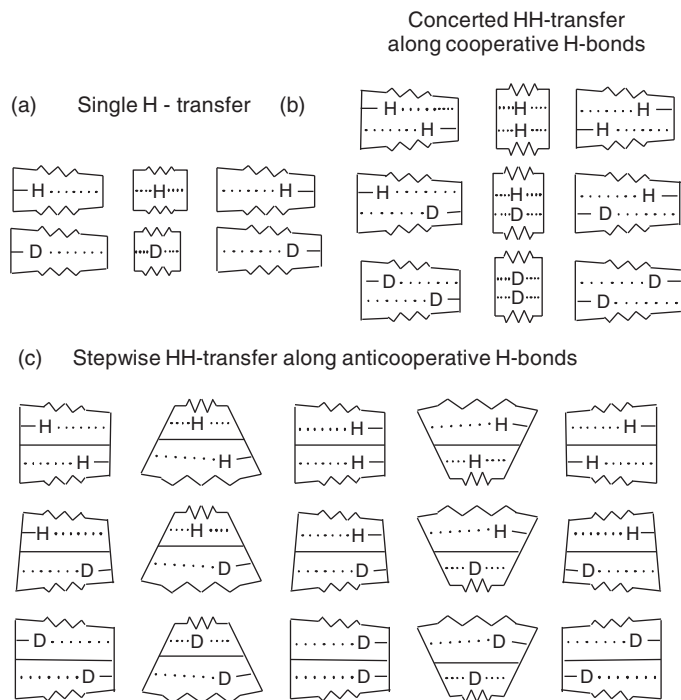 Concerted HH-transfer
along cooperative H-bonds
(a) Single H - transfer (b)
H H H
H H H
H H H
D D D
H H H
D D D
D D D
D D D
(c) Stepwise HH-transfer along anticooperative H-bonds
H H H H H
H H H H H
H H H H H
D D D D D
D D D D D
D D D D D